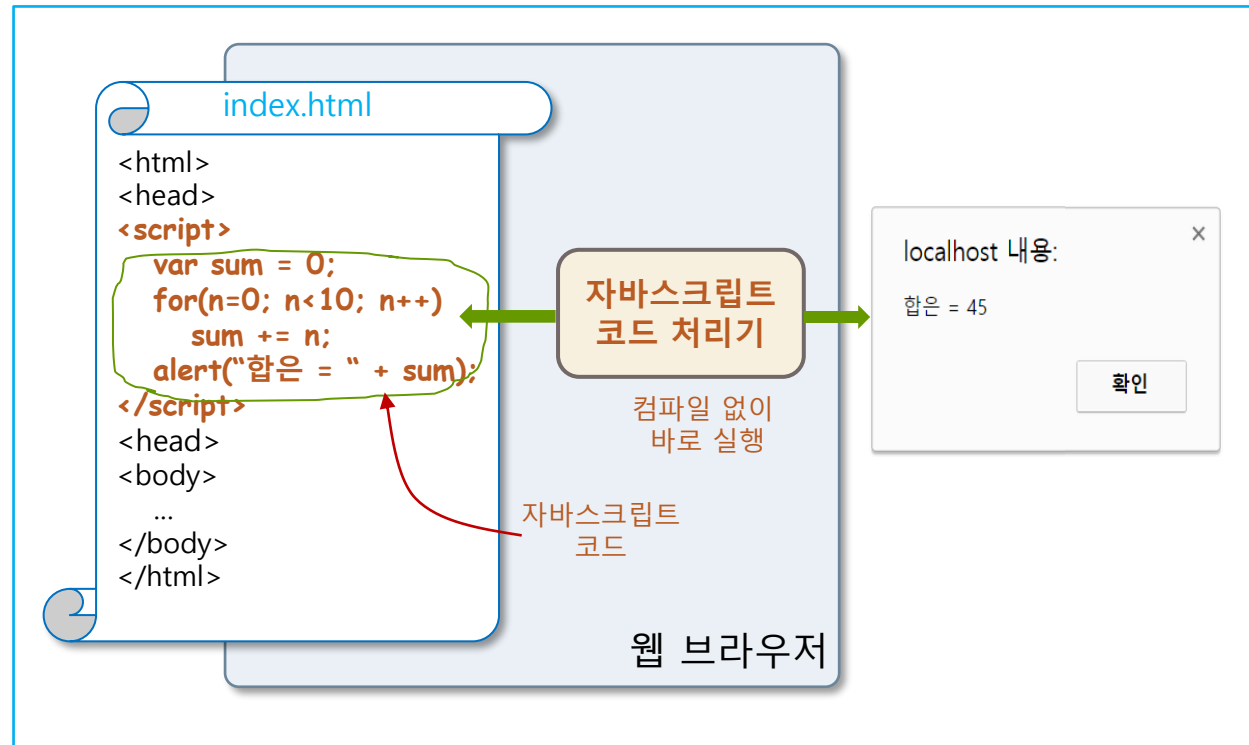 index.html
<html>
<head>
<script>
var sum = 0;
for(n=0; n<10; n++)
sum += n;
alert(“합은 = “ + sum);
</script>
<head>
<body>
...
</body>
</html>
자바스크립트
코드 처리기
컴파일 없이
바로 실행
자바스크립트
코드
웹 브라우저
localhost 내용:
×
합은 = 45
확인